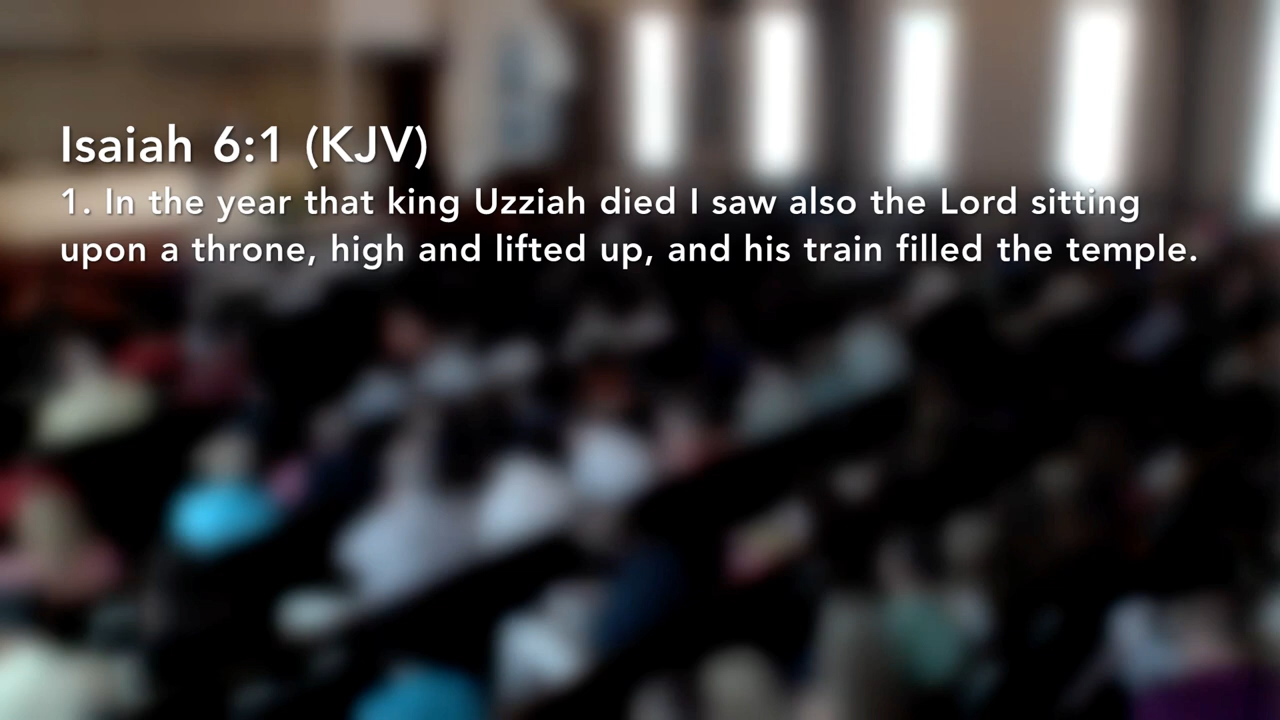 Isaiah 6:1 (KJV)
1. In the year that king Uzziah died I saw also the Lord sitting
upon a throne, high and lifted up, and his train filled the temple.